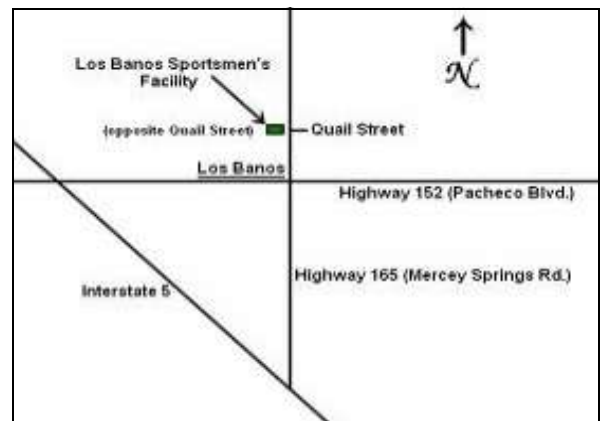 Los Banos Sportsmen's
Facility
N
(opposite Quail Street)
Quail Street
Los Banos
Highway 152 (Pacheco Blvd.)
Interstate 5
Highway 165 (Mercey Springs Rd.)